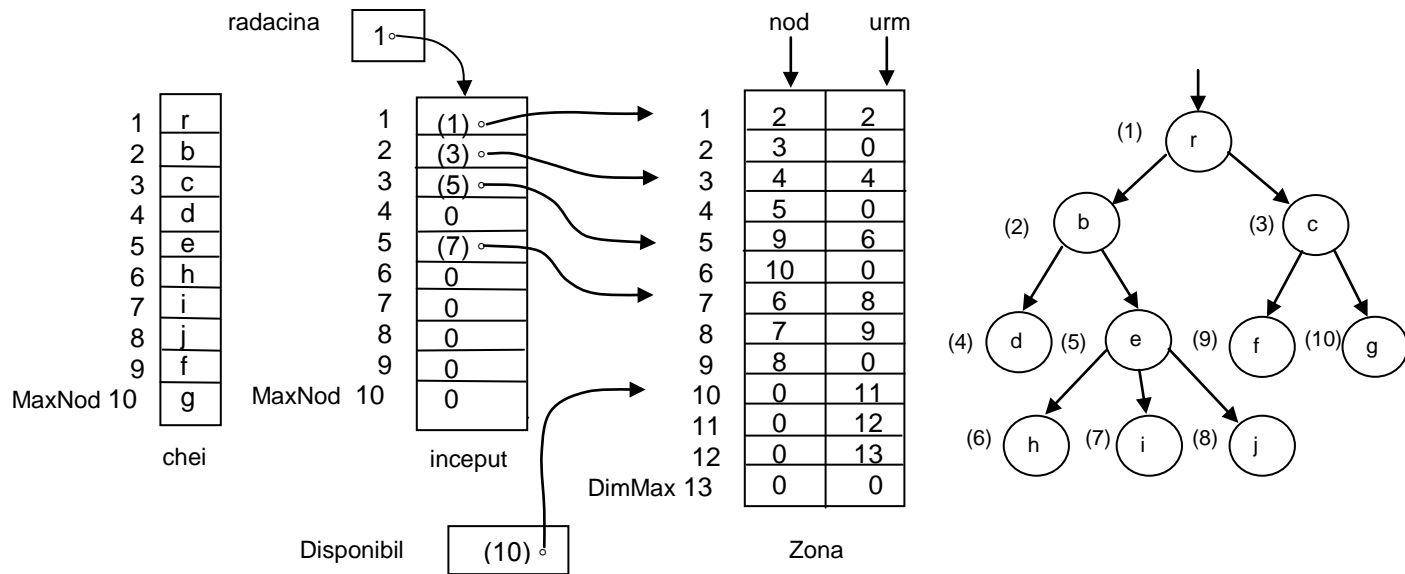 radacina
1
nod urm
1 r
2 b
3 c
4 d
5 e
6 h
7 i
8 j
9 f
MaxNod 10 g
chei
1 (1)
2 (3)
3 (5)
4 0
5 (7)
6 0
7 0
8 0
9 0
MaxNod 10 0
inceput
1 2 2
2 3 0
3 4 4
4 5 0
5 9 6
6 10 0
7 6 8
8 7 9
9 8 0
10 0 11
11 0 12
12 0 13
DimMax 13 0 0
Zona
Disponibil (10)
(1) r
(2) b (3) c
(4) d (5) e (9) f (10) g
(6) h (7) i (8) j